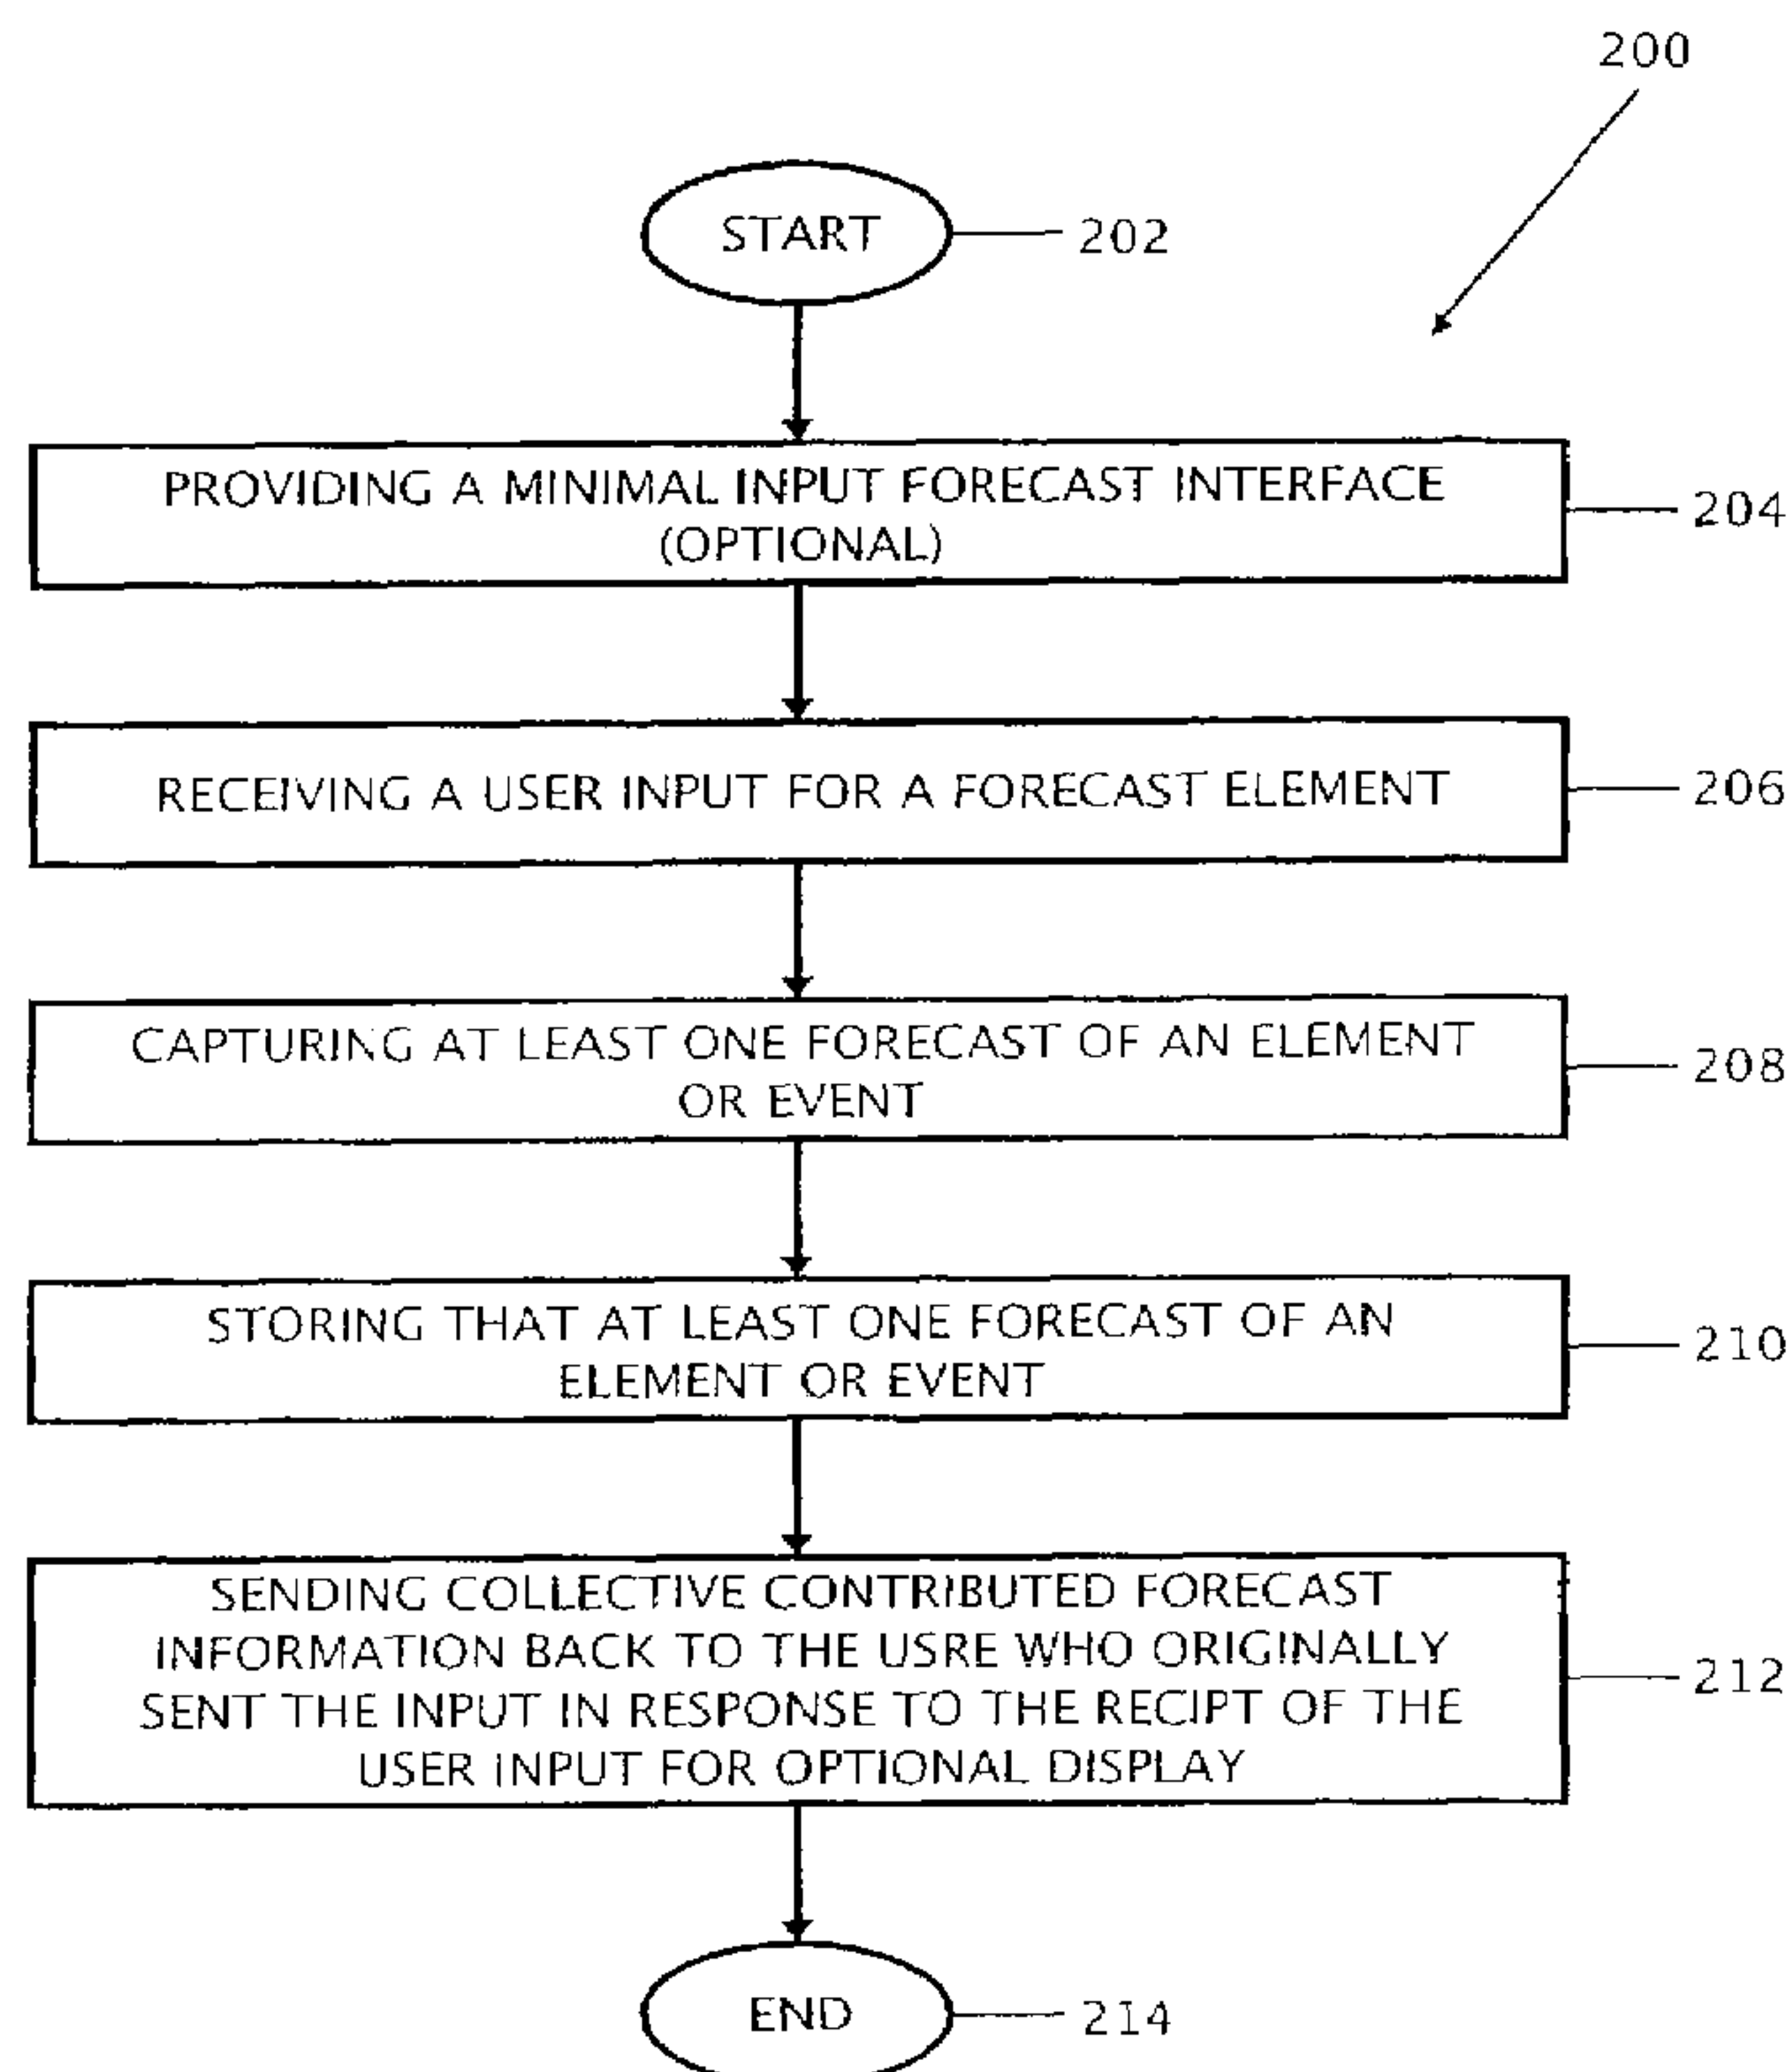 200
START
202
PROVIDING A MINIMAL INPUT FORECAST INTERFACE
(OPTIONAL)
204
RECEIVING A USER INPUT FOR A FORECAST ELEMENT
206
CAPTURING AT LEAST ONE FORECAST OF AN ELEMENT
OR EVENT
208
STORING THAT AT LEAST ONE FORECAST OF AN
ELEMENT OR EVENT
210
SENDING COLLECTIVE CONTRIBUTED FORECAST
INFORMATION BACK TO THE USRE WHO ORIGINALLY
SENT THE INPUT IN RESPONSE TO THE RECIPT OF THE
USER INPUT FOR OPTIONAL DISPLAY
212
END
214